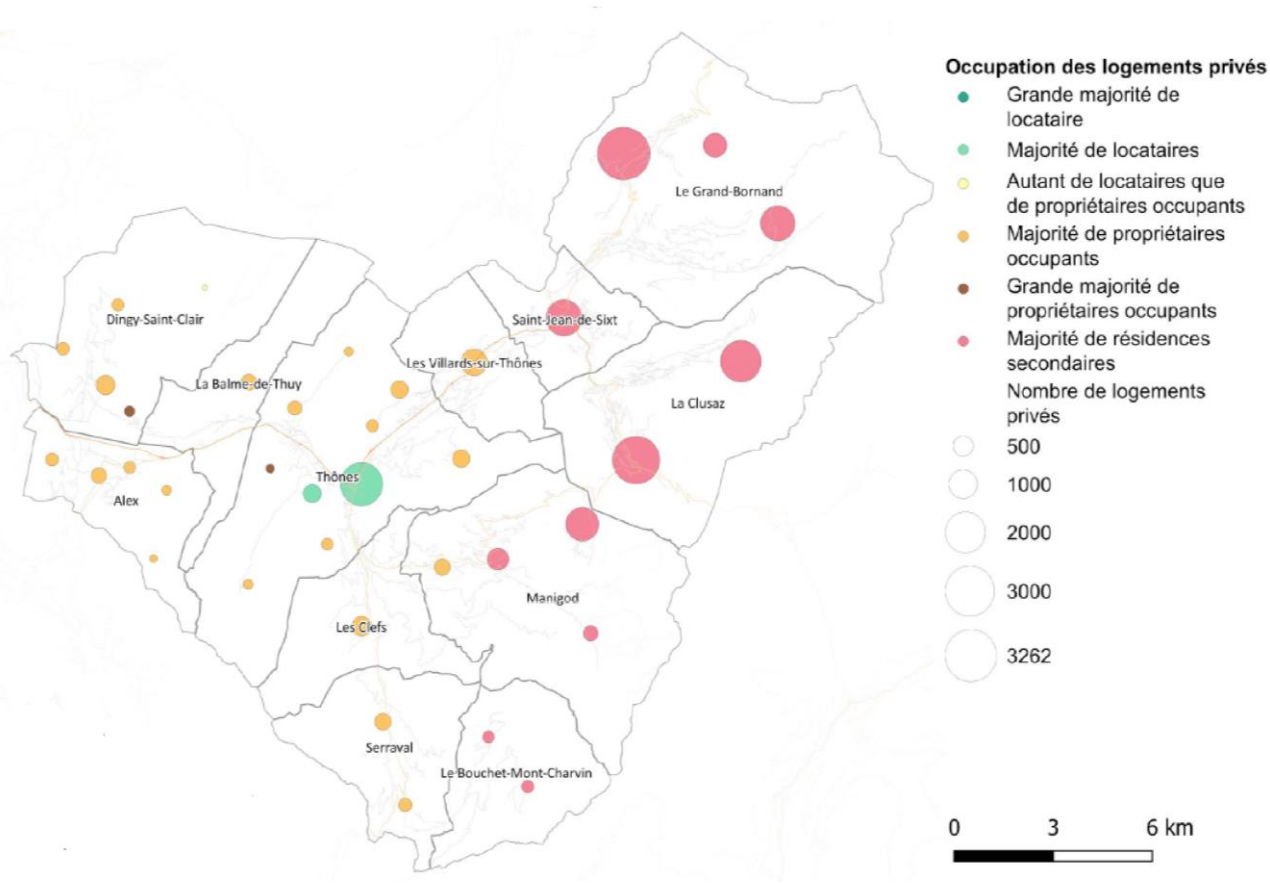 Occupation des logements privés
Grande majorité de
locataire
Majorité de locataires
Autant de locataires que
de propriétaires occupants
Majorité de propriétaires
occupants
Grande majorité de
propriétaires occupants
Majorité de résidences
secondaires
Nombre de logements
privés
500
1000
2000
3000
3262
Le Grand-Bornand
Dingy-Saint-Clair
Saint-Jean-de-Sixt
Les Villards-sur-Thônes
La Balme-de-Thuy
La Clusaz
Thônes
Alex
Manigod
Les Clefs
Serraval
Le Bouchet-Mont-Charvin
0 3 6 km